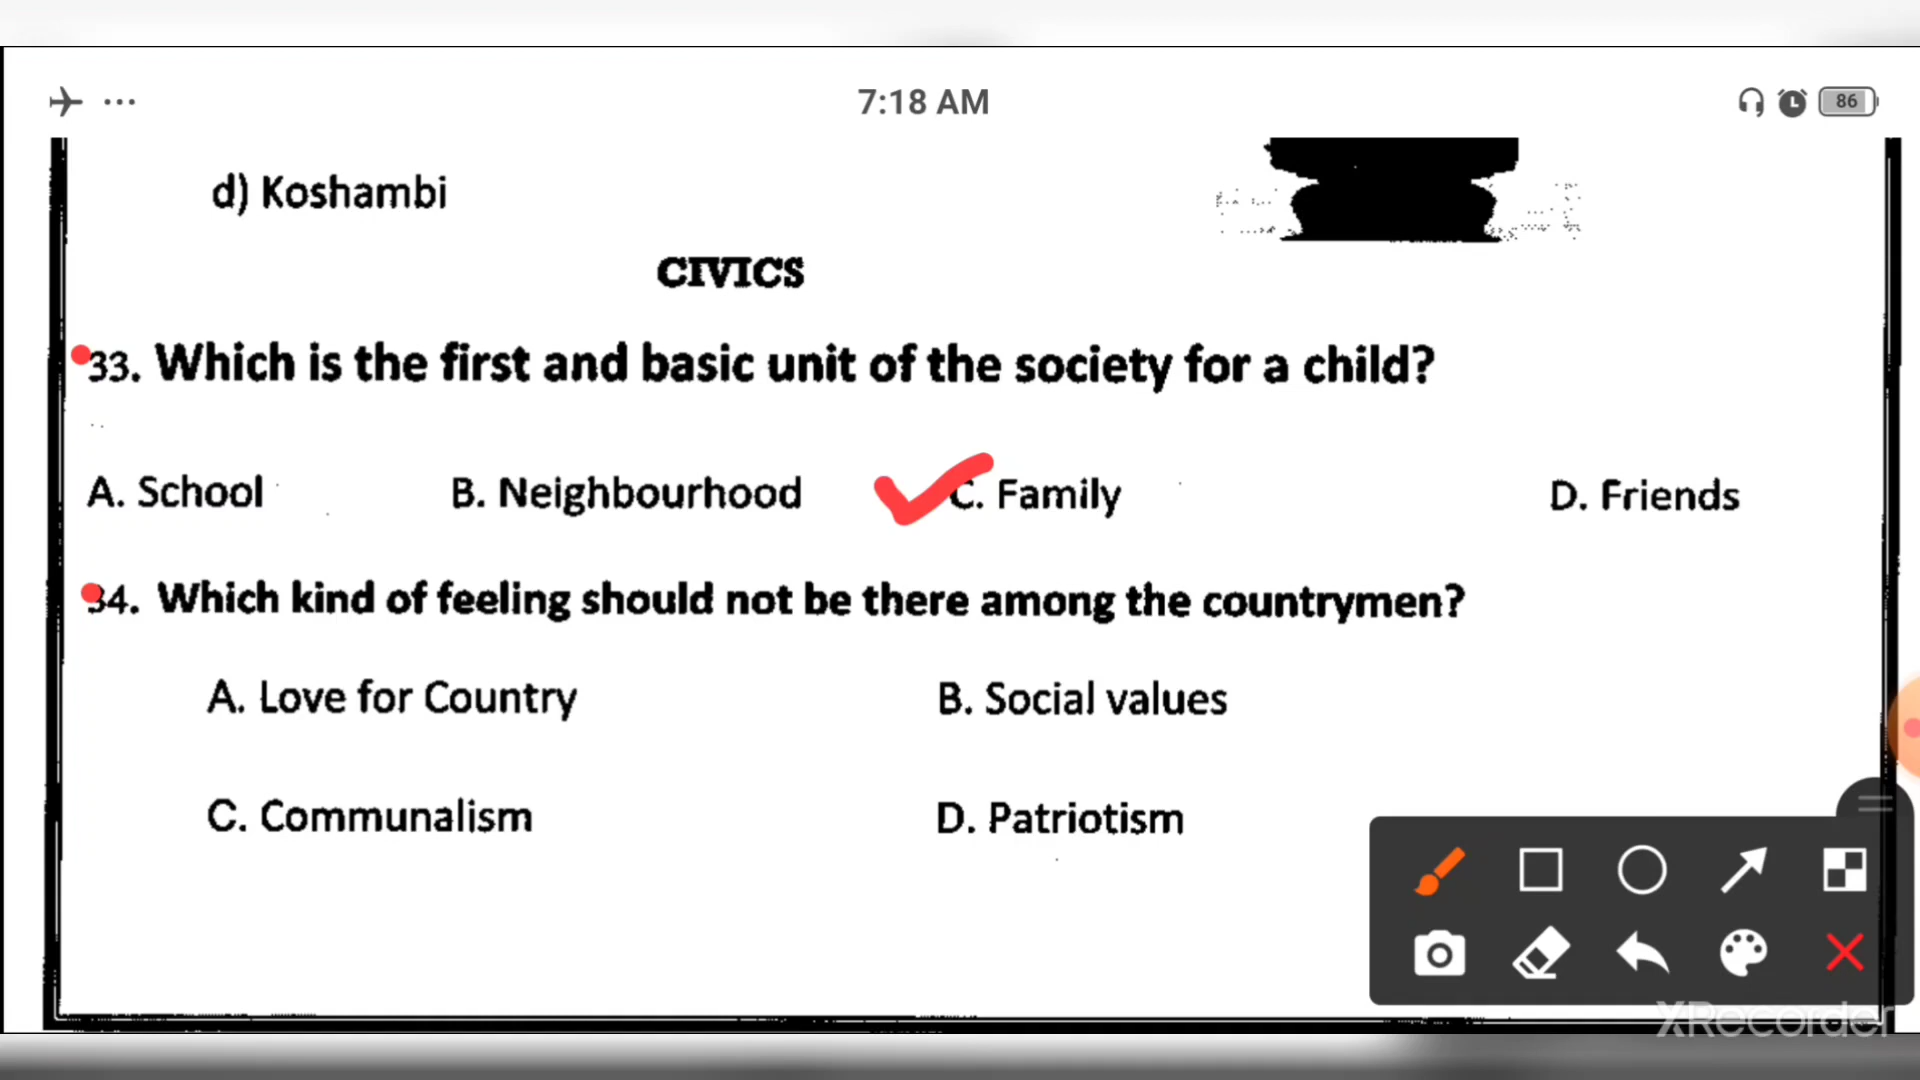 7:18 AM
86
d) Koshambi
CIVICS
33. Which is the first and basic unit of the society for a child?
A. School B. Neighbourhood C. Family D. Friends
34. Which kind of feeling should not be there among the countrymen?
A. Love for Country B. Social values
C. Communalism D. Patriotism
XRecorder